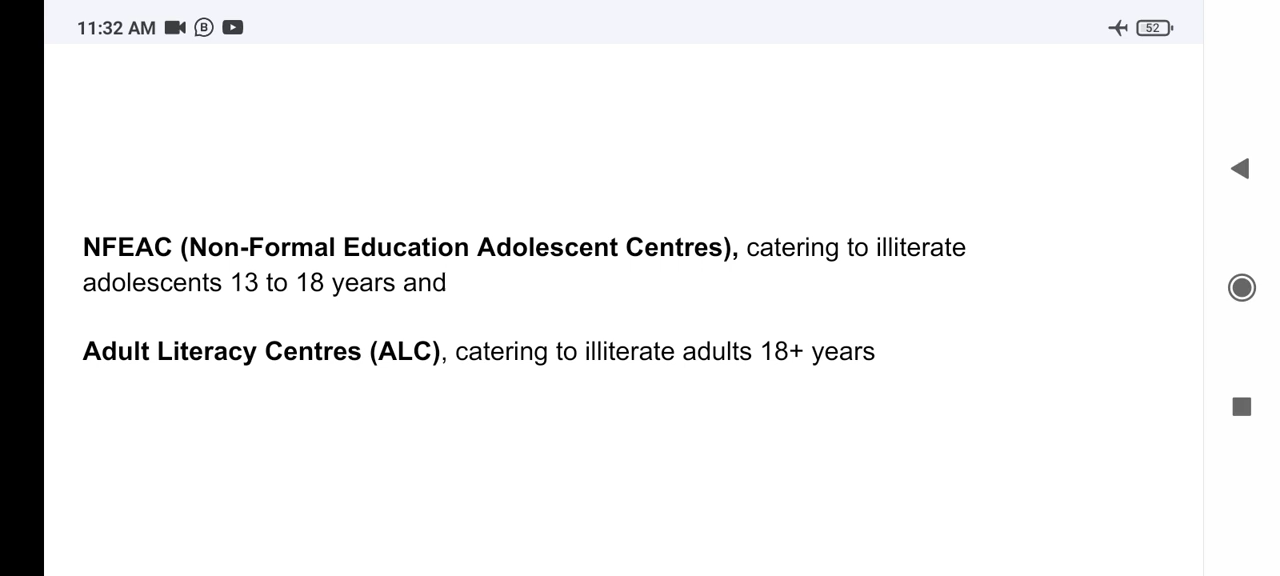 11:32 AM
52
NFEAC (Non-Formal Education Adolescent Centres), catering to illiterate
adolescents 13 to 18 years and
Adult Literacy Centres (ALC), catering to illiterate adults 18+ years